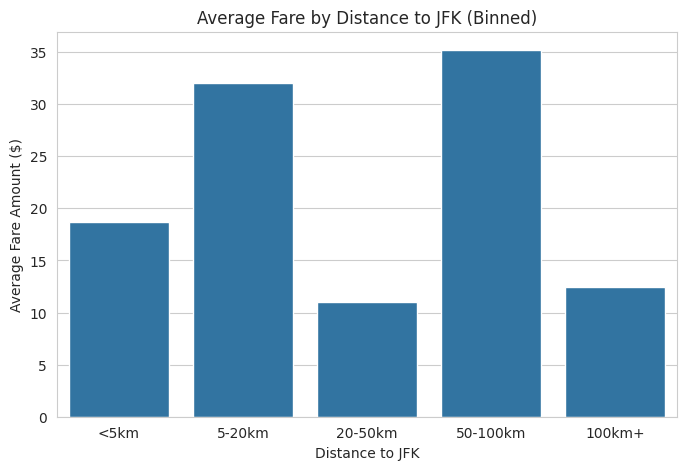 Average Fare by Distance to JFK (Binned)
Average Fare Amount ($)
35
30
25
20
15
10
5
0
<5km
5-20km
20-50km
50-100km
100km+
Distance to JFK